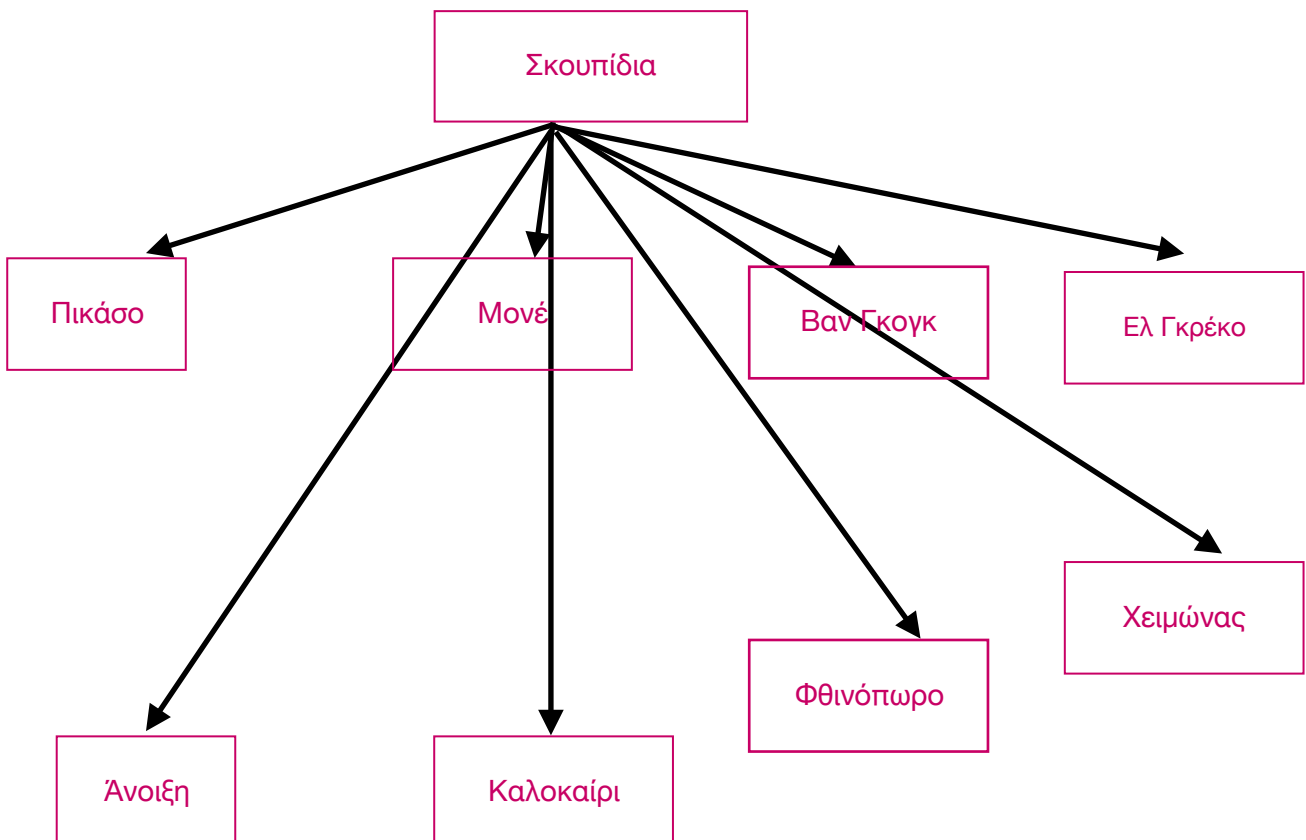 Σκουπίδια
Πικάσο
Μονέ
Βαν Γκογκ
Ελ Γκρέκο
Χειμώνας
Φθινόπωρο
Άνοιξη
Καλοκαίρι